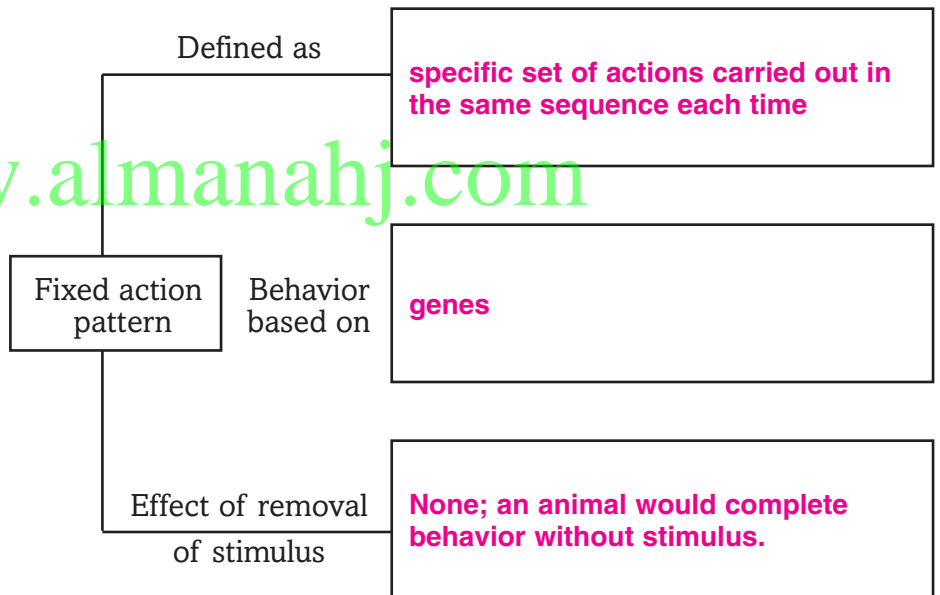 Defined as
specific set of actions carried out in
the same sequence each time
v.almanahj.com
Fixed action
pattern
Behavior
based on
genes
Effect of removal
of stimulus
None; an animal would complete
behavior without stimulus.